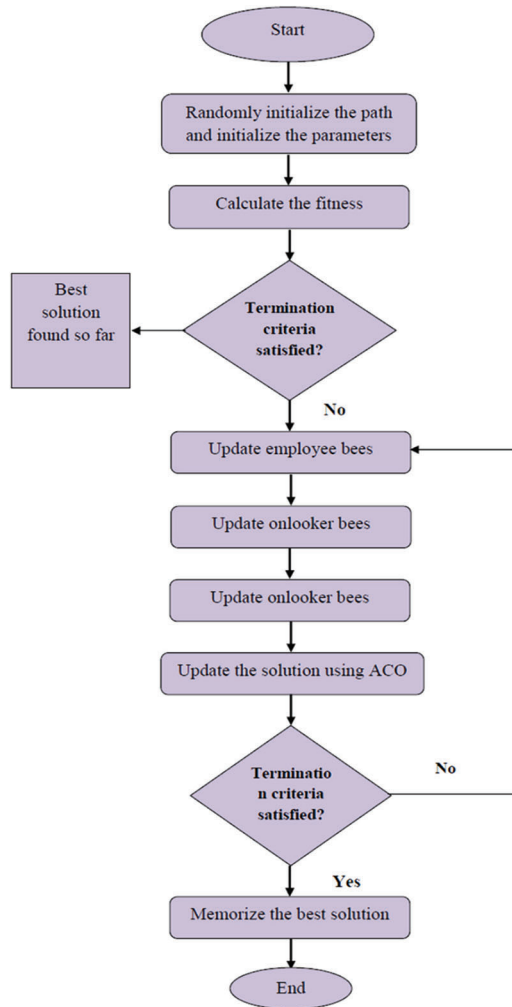 Start
Randomly initialize the path
and initialize the parameters
Calculate the fitness
Termination
criteria
satisfied?
Best
solution
found so far
No
Update employee bees
Update onlooker bees
Update onlooker bees
Update the solution using ACO
Terminatio
n criteria
satisfied?
No
Yes
Memorize the best solution
End